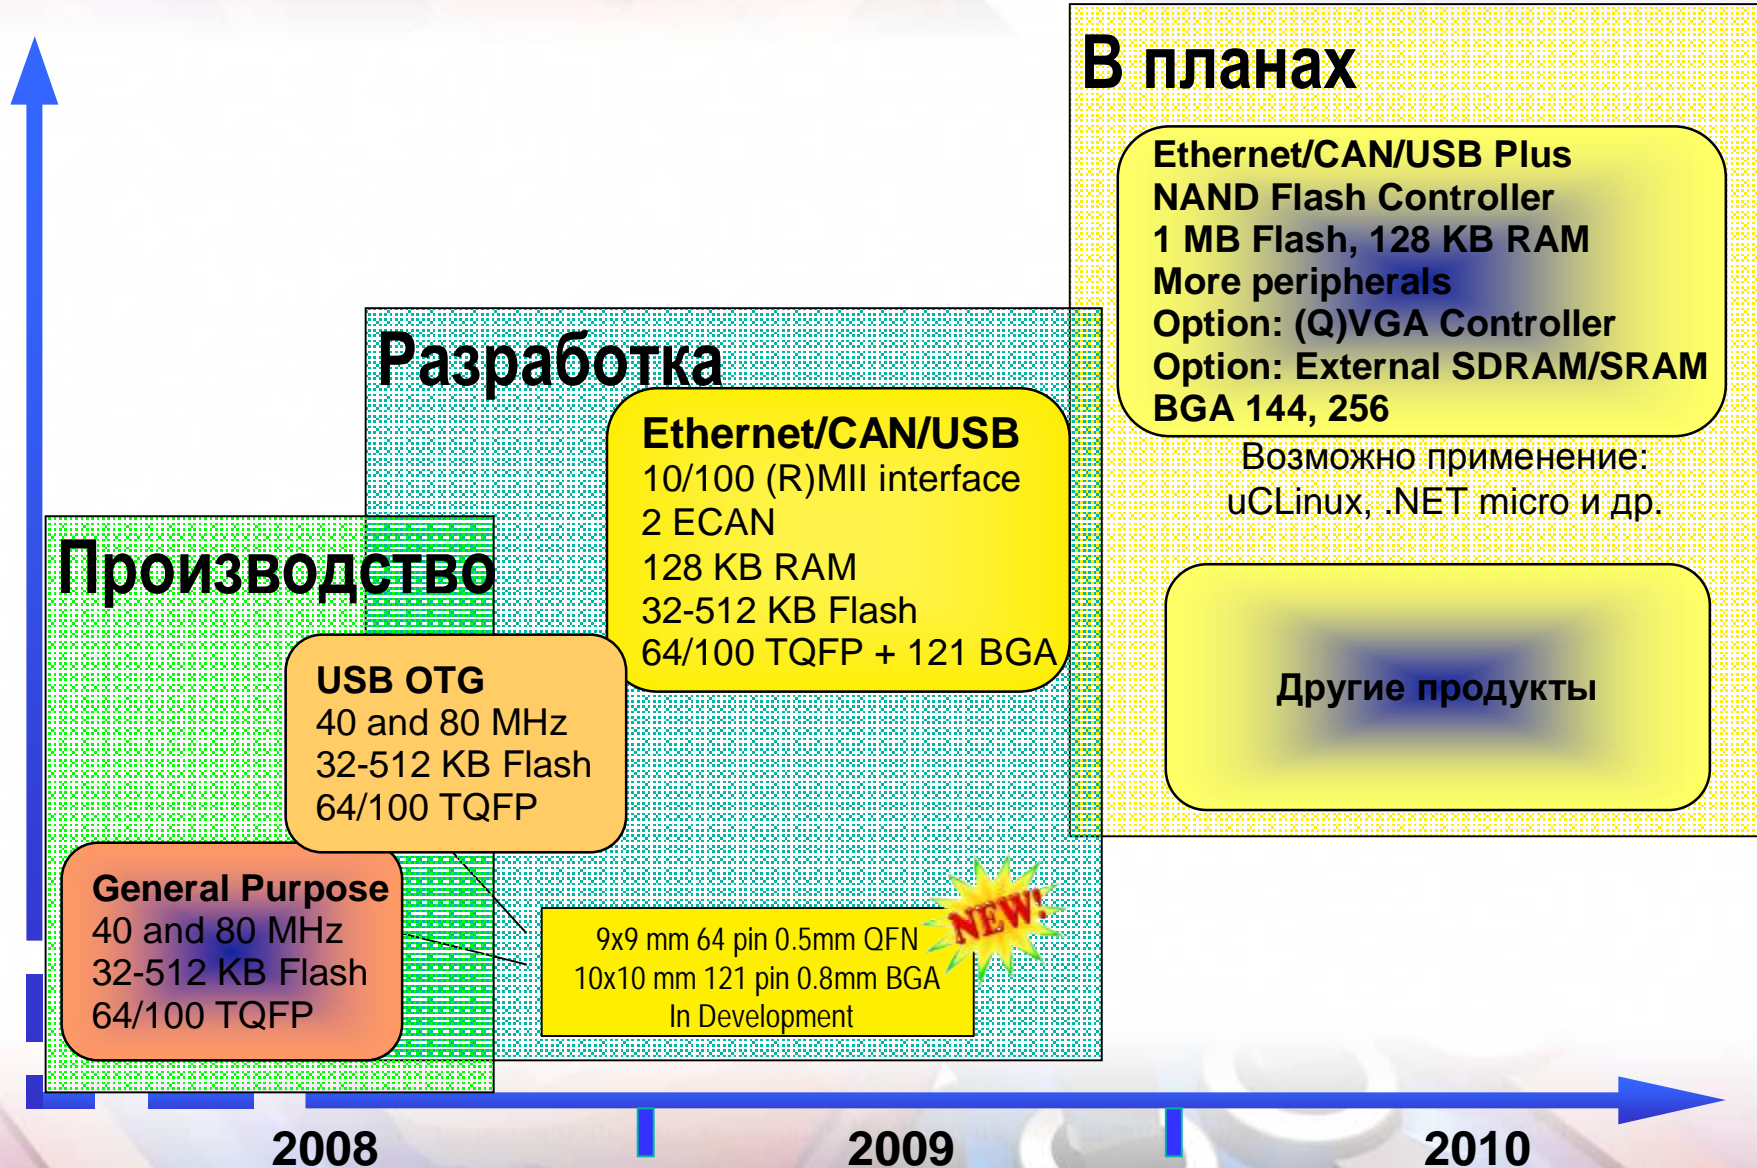 В планах
Ethernet/CAN/USB Plus
NAND Flash Controller
1 MB Flash, 128 KB RAM
More peripherals
Option: (Q)VGA Controller
Option: External SDRAM/SRAM
BGA 144, 256
Возможно применение:
uCLinux, .NET micro и др.
Другие продукты
Разработка
Ethernet/CAN/USB
10/100 (R)MII interface
2 ECAN
128 KB RAM
32-512 KB Flash
64/100 TQFP + 121 BGA
Производство
USB OTG
40 and 80 MHz
32-512 KB Flash
64/100 TQFP
General Purpose
40 and 80 MHz
32-512 KB Flash
64/100 TQFP
NEW!
9x9 mm 64 pin 0.5mm QFN
10x10 mm 121 pin 0.8mm BGA
In Development
2008
2009
2010